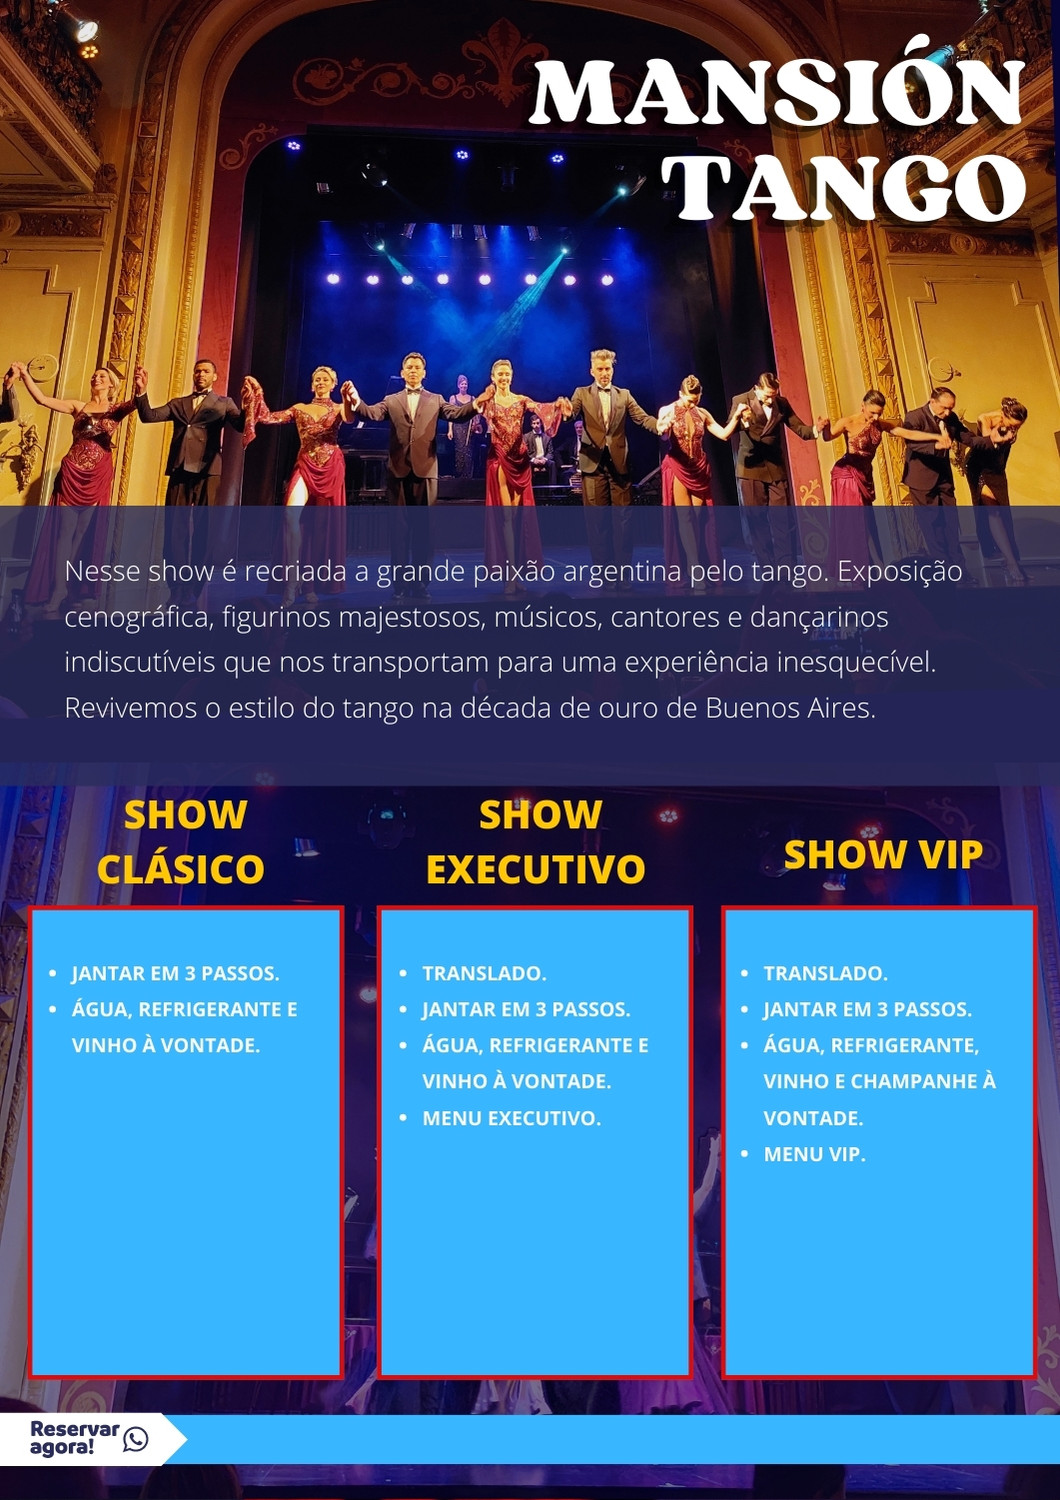 MANSIÓN
TANGO
Nesse show é recriada a grande paixão argentina pelo tango. Exposição
cenográfica, figurinos majestosos, músicos, cantores e dançarinos
indiscutíveis que nos transportam para uma experiência inesquecível.
Revivemos o estilo do tango na década de ouro de Buenos Aires.
SHOW
CLÁSICO
• JANTAR EM 3 PASSOS.
• ÁGUA, REFRIGERANTE E
VINHO À VONTADE.
SHOW
EXECUTIVO
• TRANSLADO.
• JANTAR EM 3 PASSOS.
• ÁGUA, REFRIGERANTE E
VINHO À VONTADE.
• MENU EXECUTIVO.
SHOW VIP
• TRANSLADO.
• JANTAR EM 3 PASSOS.
• ÁGUA, REFRIGERANTE,
VINHO E CHAMPANHE À
VONTADE.
• MENU VIP.
Reservar
agora!